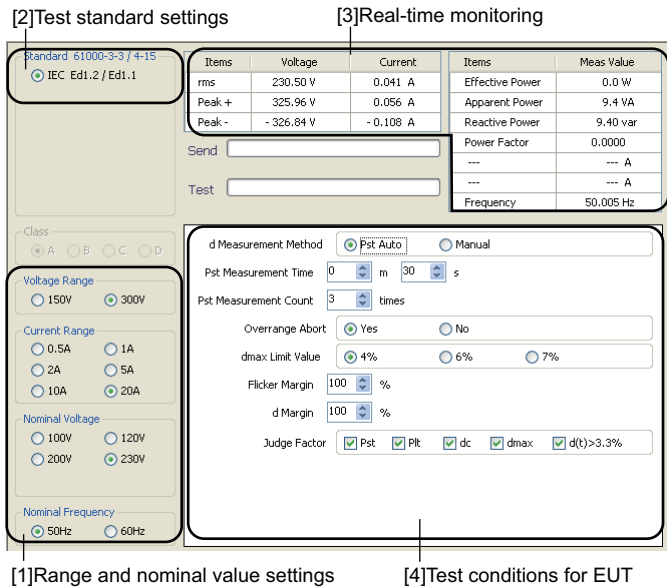 [2]Test standard settings
[3]Real-time monitoring
Standard 61000-3-3 / 4-15
IEC Ed1.2 / Ed1.1
Items Voltage Current
rms 230.50 V 0.041 A
Peak + 325.96 V 0.056 A
Peak - - 326.84 V - 0.108 A
Items Meas Value
Effective Power 0.0 W
Apparent Power 9.4 VA
Reactive Power 9.40 var
Power Factor 0.0000
--- --- A
--- --- A
Frequency 50.005 Hz
Send
Test
Class
A B C D
Voltage Range
150V 300V
Current Range
0.5A 1A
2A 5A
10A 20A
Nominal Voltage
100V 120V
200V 230V
Nominal Frequency
50Hz 60Hz
d Measurement Method Pst Auto Manual
Pst Measurement Time 0 m 30 s
Pst Measurement Count 3 times
Overrange Abort Yes No
dmax Limit Value 4% 6% 7%
Flicker Margin 100 %
d Margin 100 %
Judge Factor Pst Plt dc dmax d(t)>3.3%
[1]Range and nominal value settings
[4]Test conditions for EUT